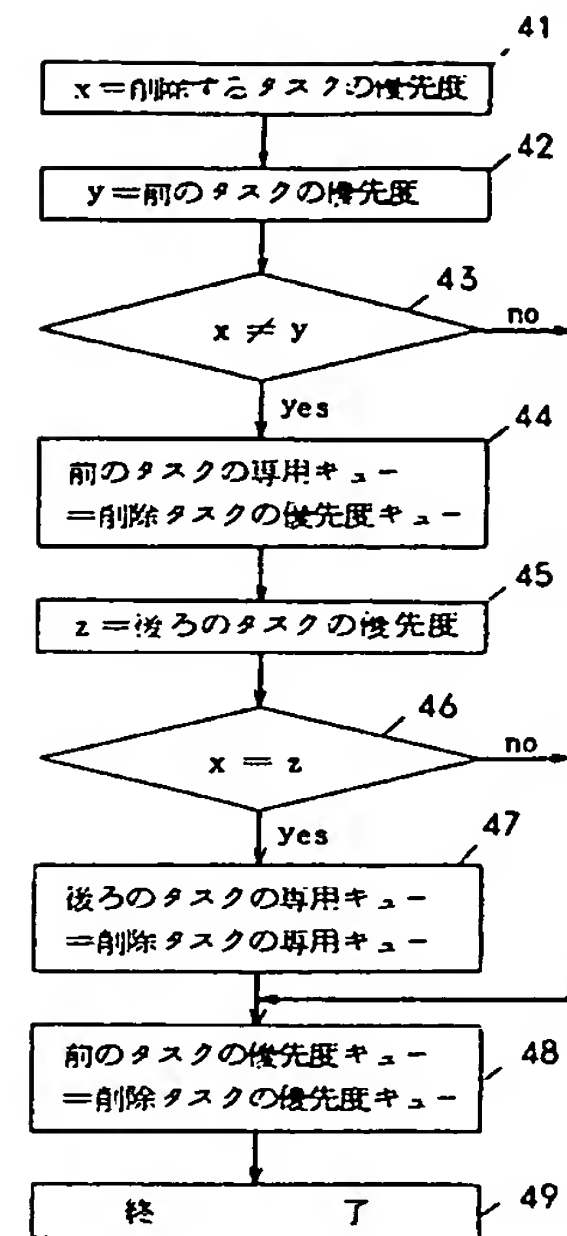 41
x＝削除するタスクの優先度
42
y＝前のタスクの優先度
43
x ≠ y
no
yes
44
前のタスクの専用キュー
＝削除タスクの優先度キュー
45
z＝後ろのタスクの優先度
46
x ＝ z
no
yes
47
後ろのタスクの専用キュー
＝削除タスクの専用キュー
48
前のタスクの優先度キュー
＝削除タスクの優先度キュー
49
終 了